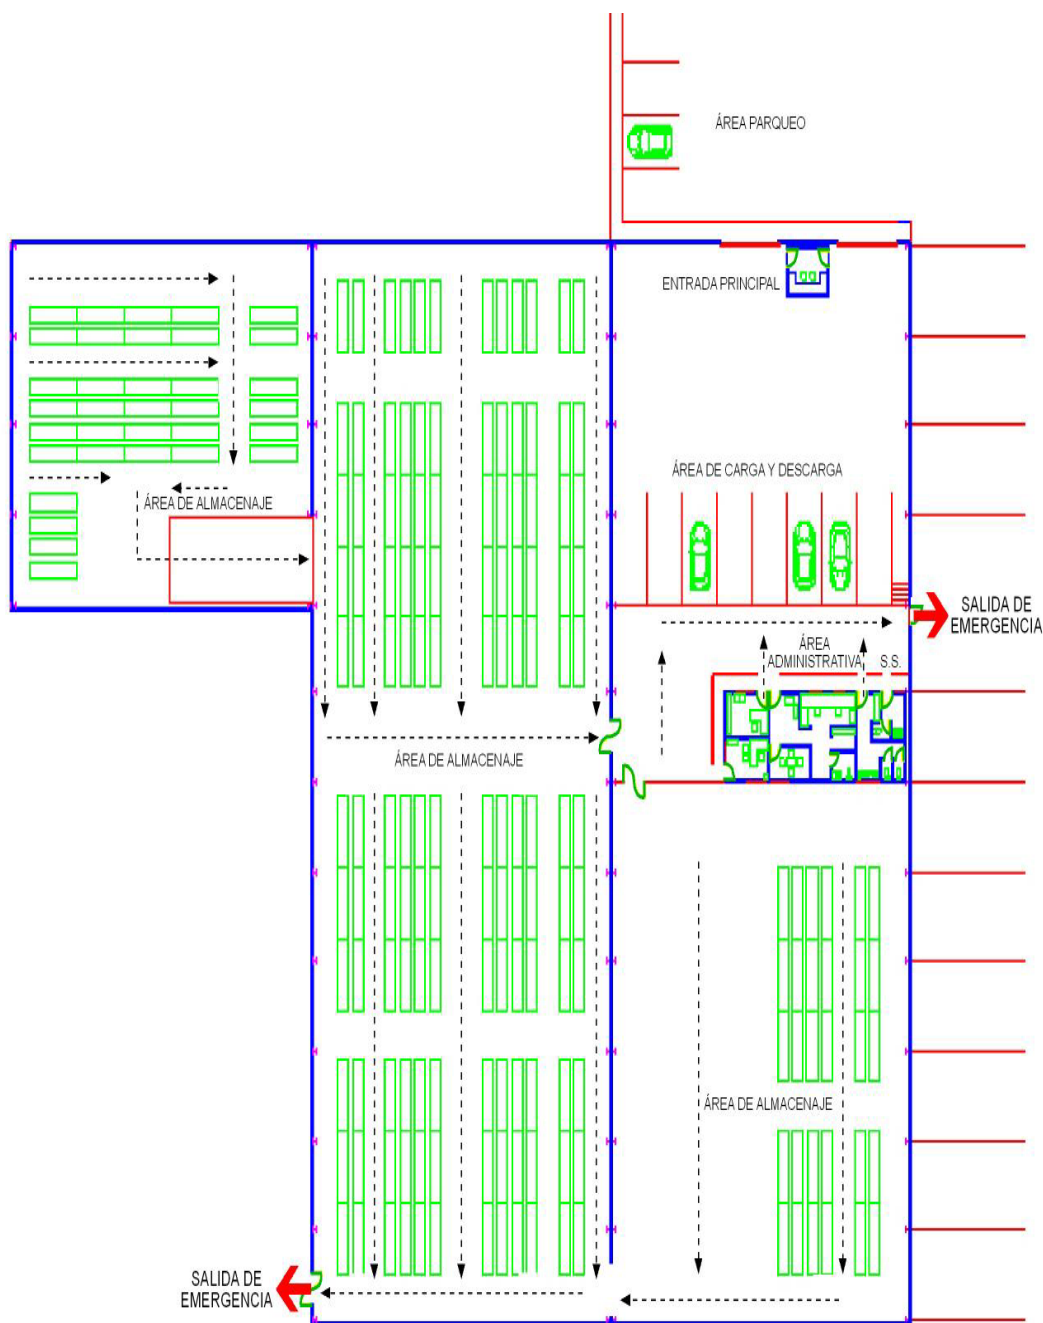 ÁREA PARQUEO
ENTRADA PRINCIPAL
ÁREA DE CARGA Y DESCARGA
ÁREA DE ALMACENAJE
SALIDA DE
EMERGENCIA
ÁREA
ADMINISTRATIVA
S.S.
ÁREA DE ALMACENAJE
ÁREA DE ALMACENAJE
SALIDA DE
EMERGENCIA